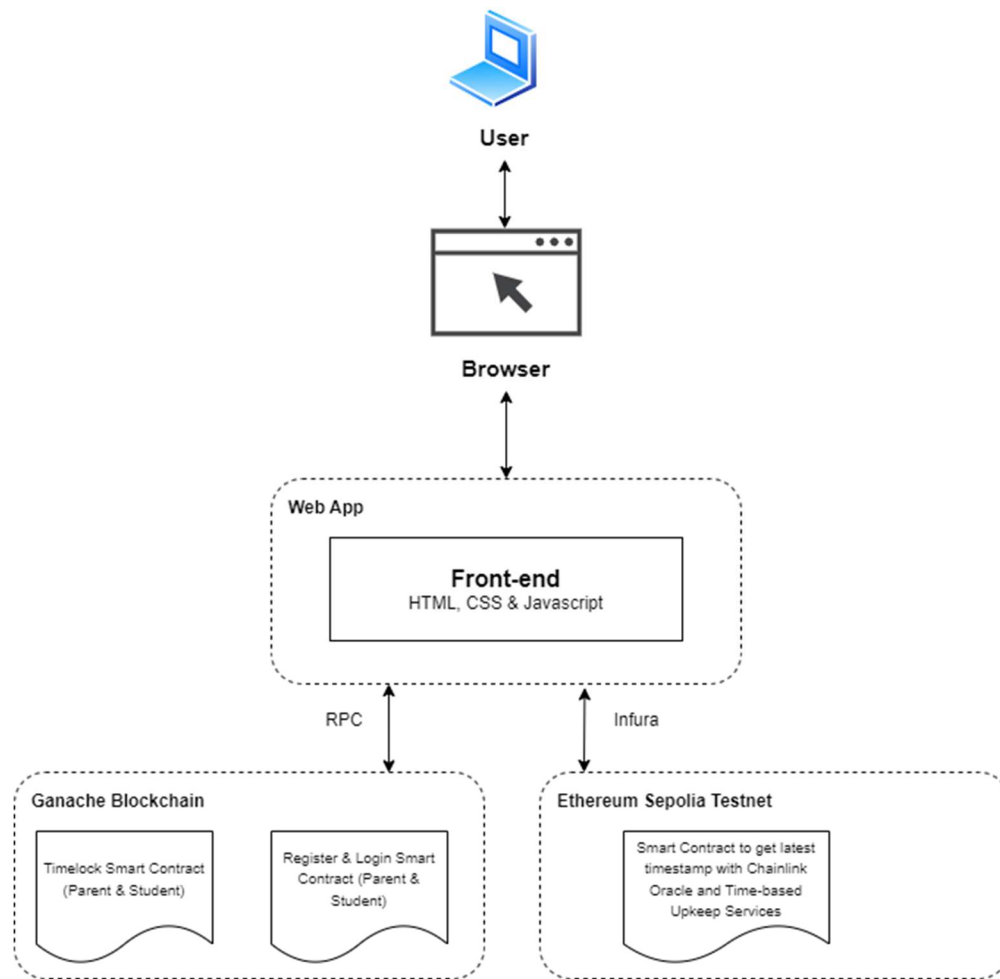 User
Browser
Web App
Front-end
HTML, CSS & Javascript
RPC
Infura
Ganache Blockchain
Timelock Smart Contract
(Parent & Student)
Register & Login Smart
Contract (Parent &
Student)
Ethereum Sepolia Testnet
Smart Contract to get latest
timestamp with Chainlink
Oracle and Time-based
Upkeep Services